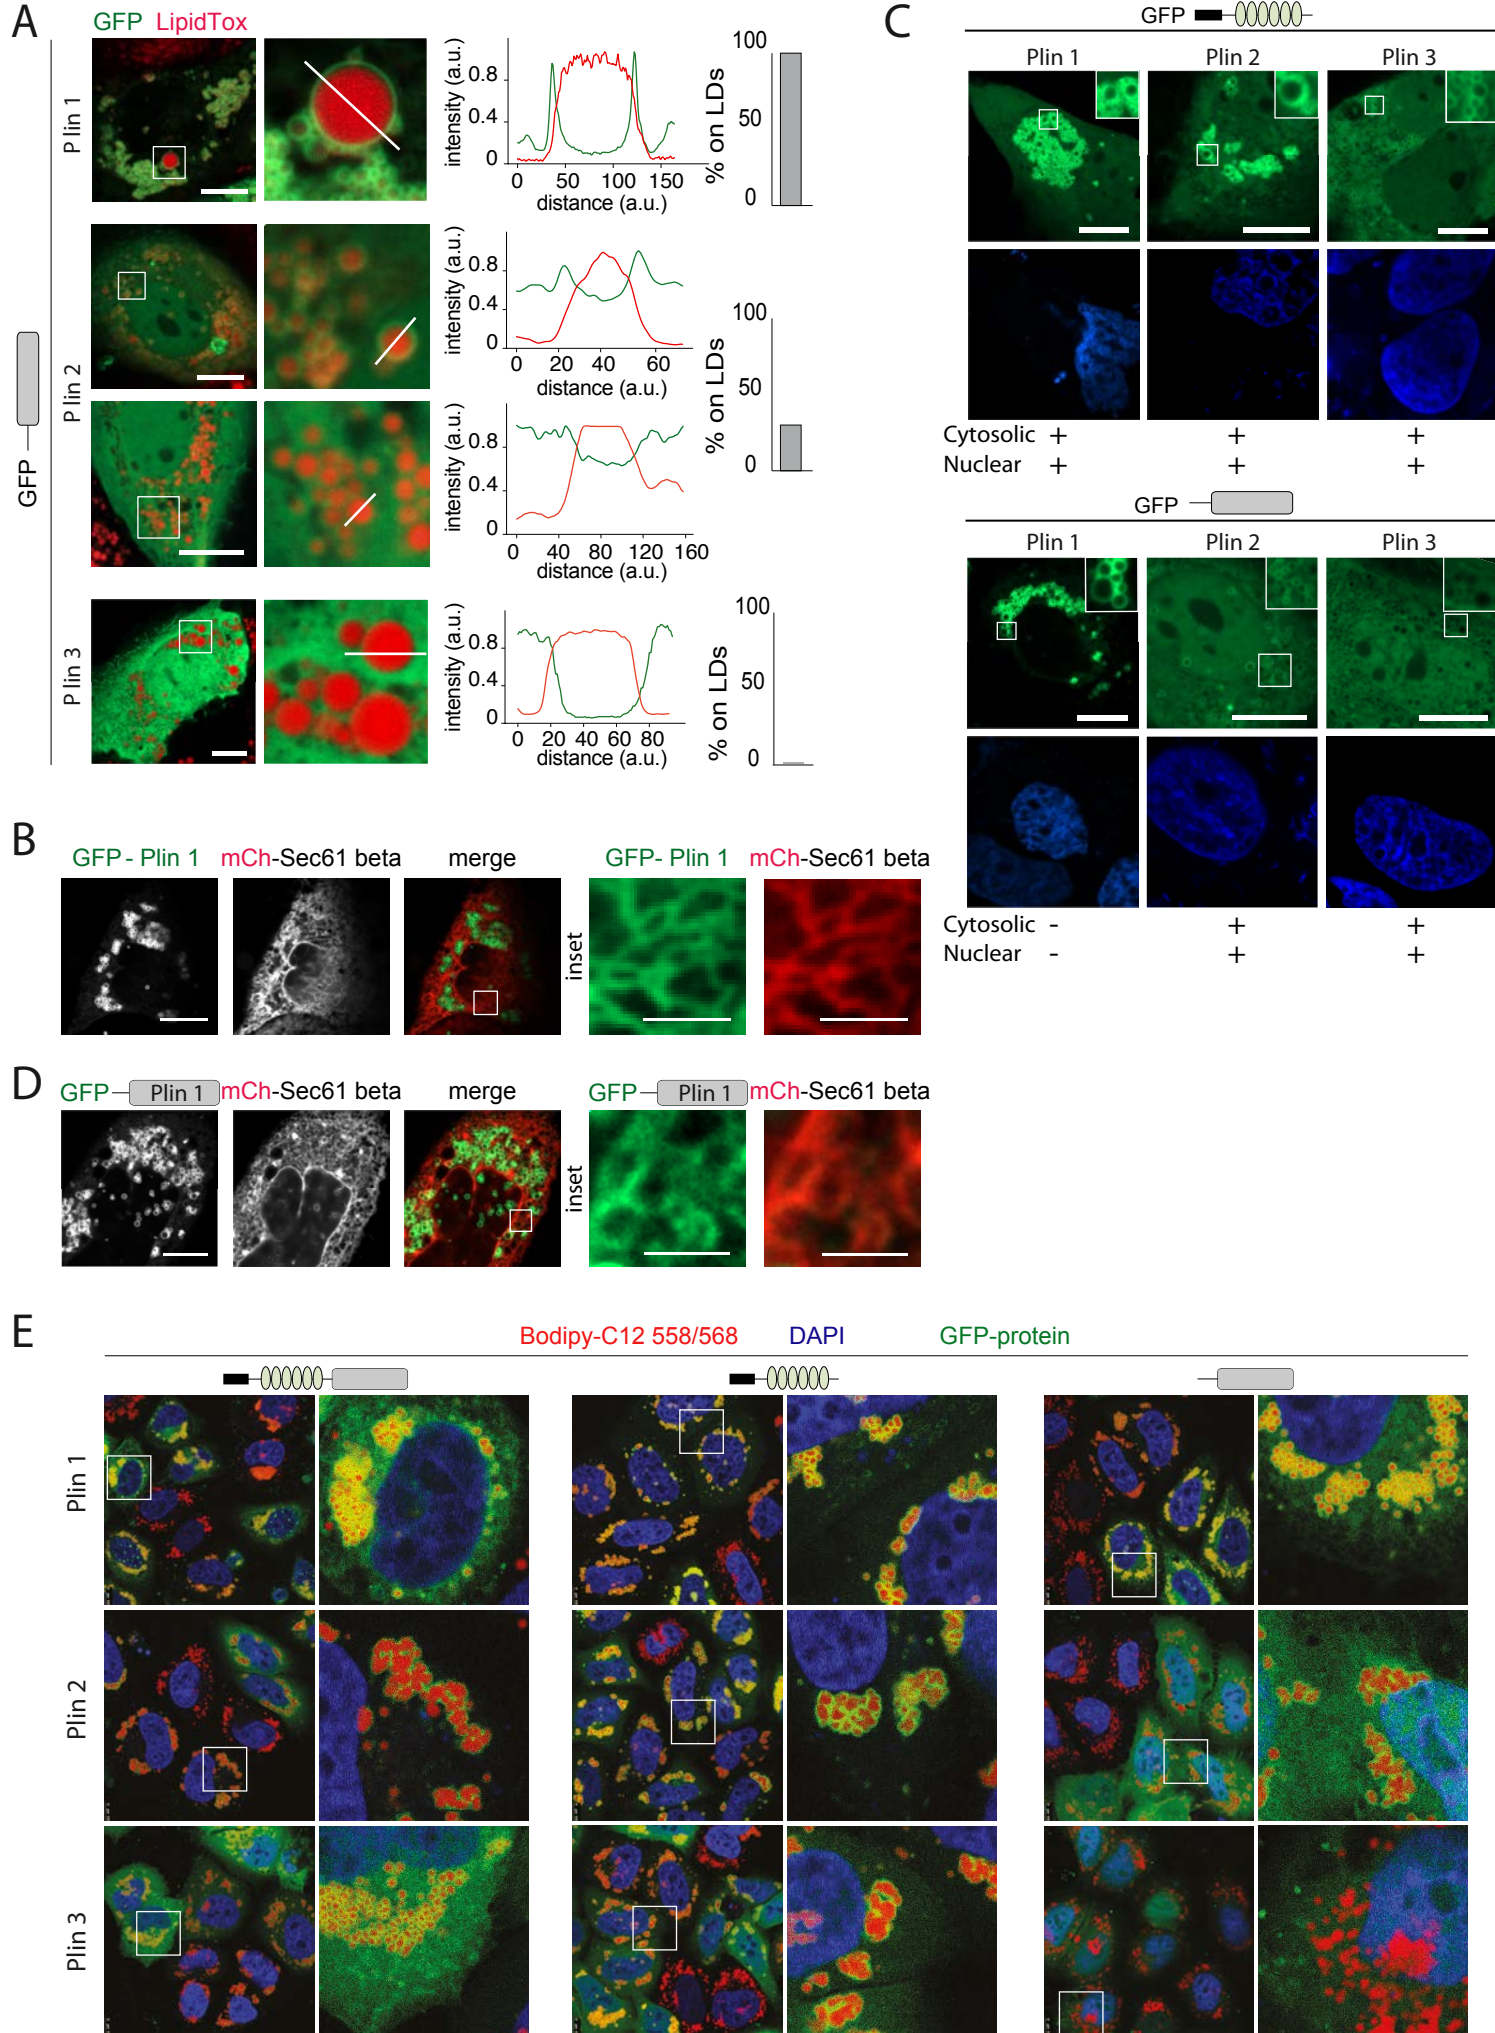 A
GFP LipidTox
Plin 1
intensity (a.u.)
0.8
0.4
0
0 50 100 150
distance (a.u.)
% on LDs
100
50
0
GFP
Plin 2
intensity (a.u.)
0.8
0.4
0
0 20 40 60
distance (a.u.)
intensity (a.u.)
0.8
0.4
0
0 40 80 120 160
distance (a.u.)
% on LDs
100
50
0
Plin 3
intensity (a.u.)
0.8
0.4
0
0 20 40 60 80
distance (a.u.)
% on LDs
100
50
0
B
GFP - Plin 1 mCh-Sec61 beta merge GFP- Plin 1 mCh-Sec61 beta
inset
C
GFP
Plin 1 Plin 2 Plin 3
Cytosolic + + +
Nuclear + + +
GFP
Plin 1 Plin 2 Plin 3
Cytosolic - + +
Nuclear - + +
D
GFP Plin 1 mCh-Sec61 beta merge GFP Plin 1 mCh-Sec61 beta
inset
E
Bodipy-C12 558/568 DAPI GFP-protein
Plin 1
Plin 2
Plin 3